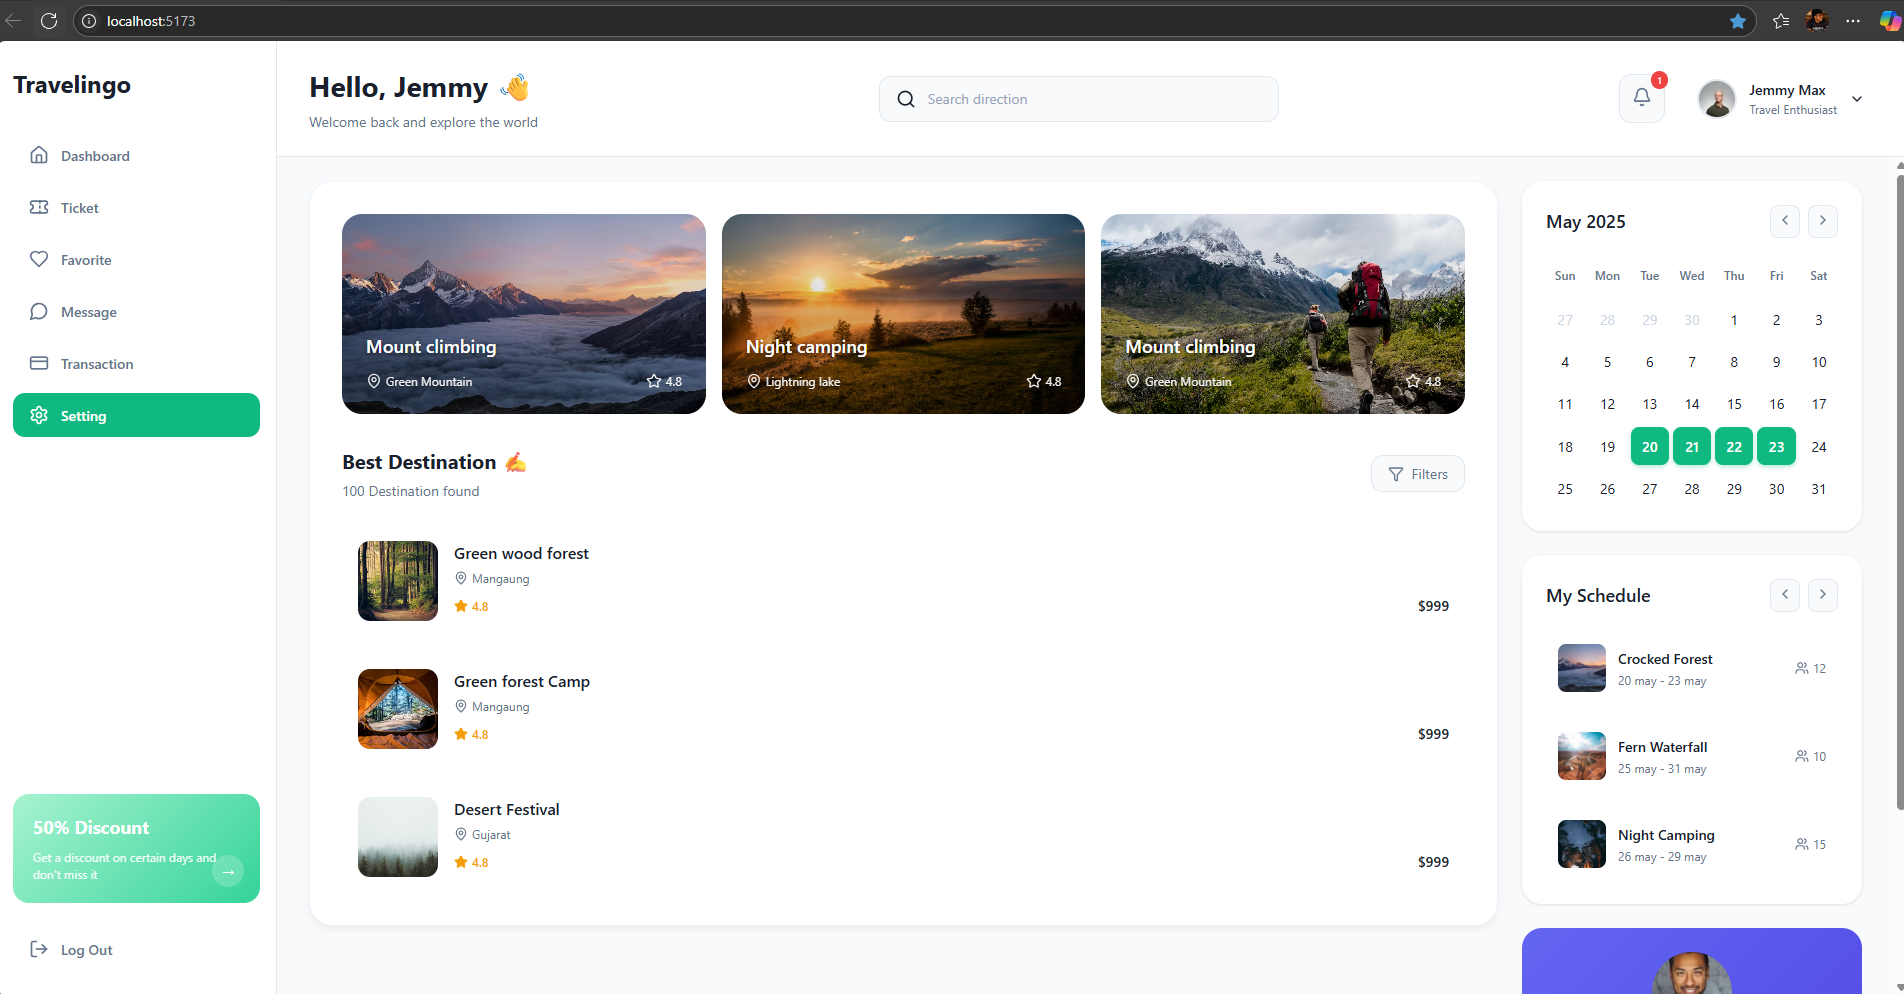 localhost:5173
Travelingo
Dashboard
Ticket
Favorite
Message
Transaction
Setting
50% Discount
Get a discount on certain days and
don't miss it
→
Log Out
Hello, Jemmy 👋
Welcome back and explore the world
Search direction
1
Jemmy Max
Travel Enthusiast
Mount climbing
Green Mountain
4.8
Night camping
Lightning lake
4.8
Mount climbing
Green Mountain
4.8
Best Destination ✍️
100 Destination found
Filters
Green wood forest
Mangaung
4.8
$999
Green forest Camp
Mangaung
4.8
$999
Desert Festival
Gujarat
4.8
$999
May 2025
Sun Mon Tue Wed Thu Fri Sat
27 28 29 30 1 2 3
4 5 6 7 8 9 10
11 12 13 14 15 16 17
18 19 20 21 22 23 24
25 26 27 28 29 30 31
My Schedule
Crocked Forest
20 may - 23 may
12
Fern Waterfall
25 may - 31 may
10
Night Camping
26 may - 29 may
15